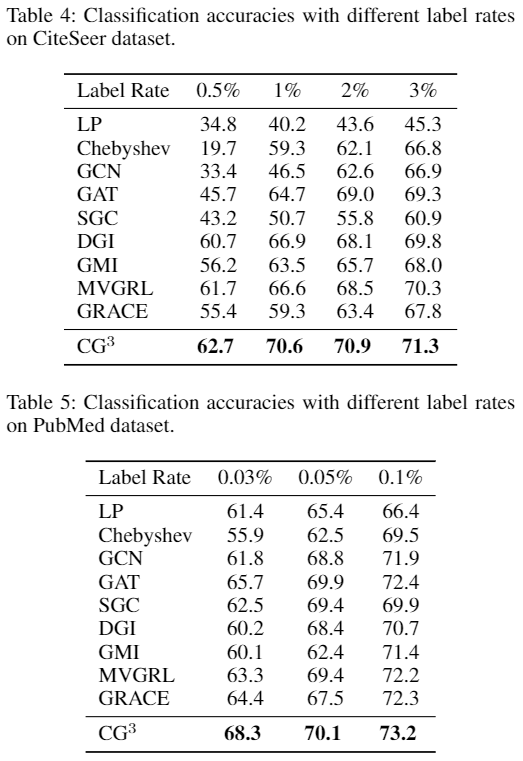 Table 4: Classification accuracies with different label rates
on CiteSeer dataset.
Label Rate 0.5% 1% 2% 3%
LP 34.8 40.2 43.6 45.3
Chebyshev 19.7 59.3 62.1 66.8
GCN 33.4 46.5 62.6 66.9
GAT 45.7 64.7 69.0 69.3
SGC 43.2 50.7 55.8 60.9
DGI 60.7 66.9 68.1 69.8
GMI 56.2 63.5 65.7 68.0
MVGRL 61.7 66.6 68.5 70.3
GRACE 55.4 59.3 63.4 67.8
CG³ 62.7 70.6 70.9 71.3
Table 5: Classification accuracies with different label rates
on PubMed dataset.
Label Rate 0.03% 0.05% 0.1%
LP 61.4 65.4 66.4
Chebyshev 55.9 62.5 69.5
GCN 61.8 68.8 71.9
GAT 65.7 69.9 72.4
SGC 62.5 69.4 69.9
DGI 60.2 68.4 70.7
GMI 60.1 62.4 71.4
MVGRL 63.3 69.4 72.2
GRACE 64.4 67.5 72.3
CG³ 68.3 70.1 73.2